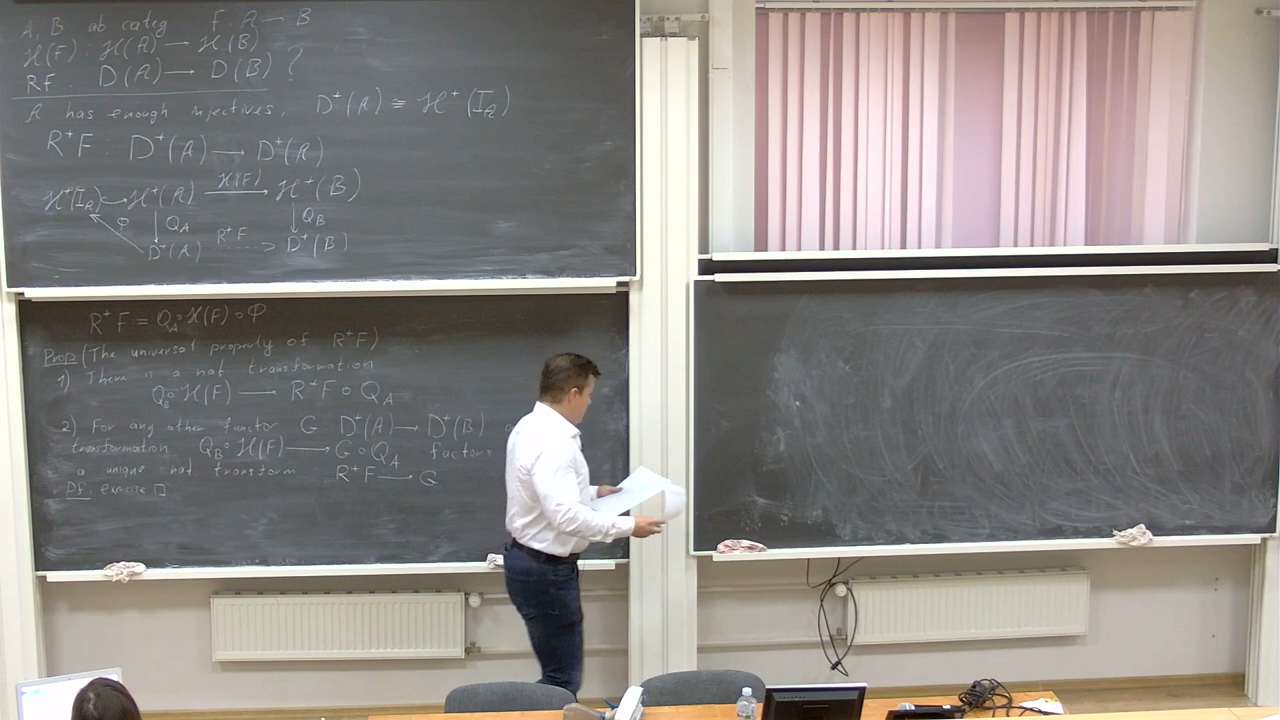 A, B ab categ F: A → B
ℋ(F): ℋ(A) → ℋ(B)
RF: D(A) → D(B) ?
A has enough injectives. D⁺(A) ≅ ℋ⁺(I_A)
R⁺F: D⁺(A) → D⁺(A)
ℋ⁺(I_A) ↪ ℋ⁺(A) —ℋ(F)→ ℋ⁺(B)
φ ↓ Q_A ↓ Q_B
D⁺(A) --R⁺F--> D⁺(B)
R⁺F = Q_A∘ℋ(F)∘Φ
Prop (The universal property of R⁺F)
1) There is a nat transformation
Q_B∘ℋ(F) → R⁺F∘Q_A
2) For any other functor G D⁺(A) → D⁺(B)
transformation Q_B∘ℋ(F) → G∘Q_A factors
a unique nat transform R⁺F → G
Pf. exercise □